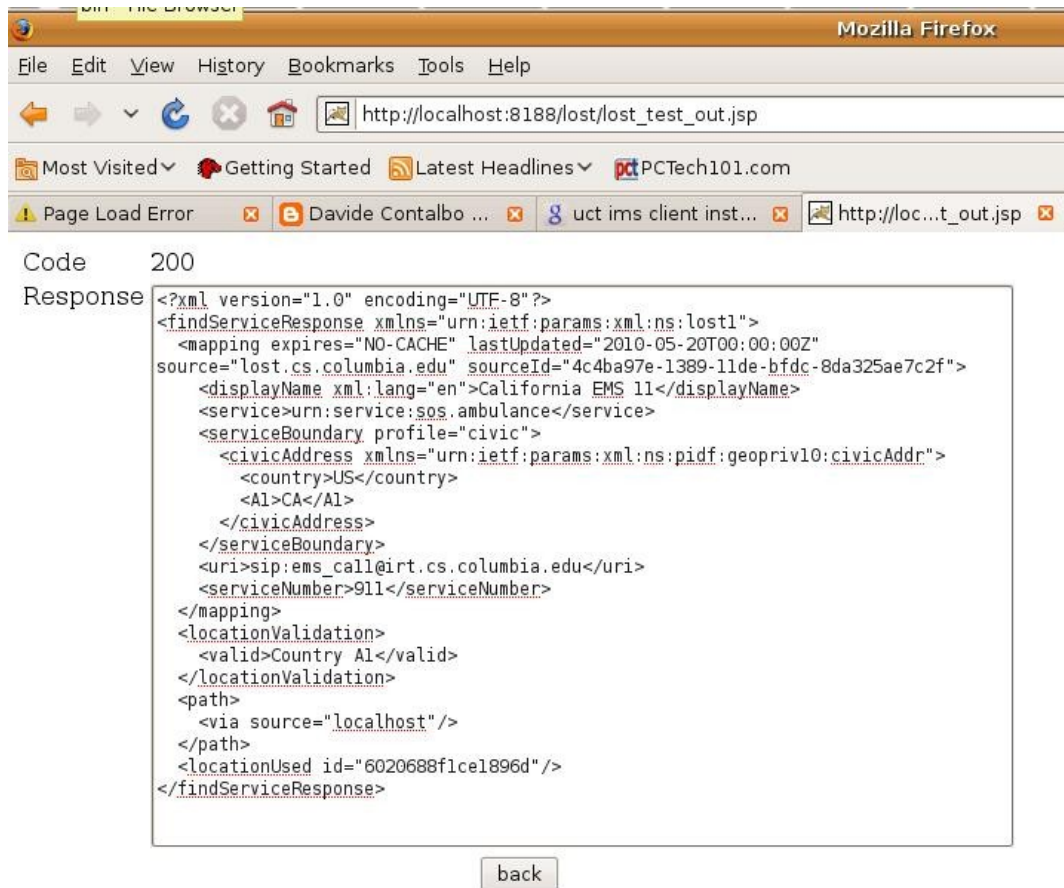 bin - File Browser
Mozilla Firefox
File Edit View History Bookmarks Tools Help
http://localhost:8188/lost/lost_test_out.jsp
Most Visited Getting Started Latest Headlines pct PCTech101.com
Page Load Error Davide Contalbo ... uct ims client inst... http://loc...t_out.jsp
Code 200
Response
<?xml version="1.0" encoding="UTF-8"?>
<findServiceResponse xmlns="urn:ietf:params:xml:ns:lost1">
<mapping expires="NO-CACHE" lastUpdated="2010-05-20T00:00:00Z"
source="lost.cs.columbia.edu" sourceId="4c4ba97e-1389-11de-bfdc-8da325ae7c2f">
<displayName xml:lang="en">California EMS 11</displayName>
<service>urn:service:sos.ambulance</service>
<serviceBoundary profile="civic">
<civicAddress xmlns="urn:ietf:params:xml:ns:pidf:geopriv10:civicAddr">
<country>US</country>
<A1>CA</A1>
</civicAddress>
</serviceBoundary>
<uri>sip:ems_call@irt.cs.columbia.edu</uri>
<serviceNumber>911</serviceNumber>
</mapping>
<locationValidation>
<valid>Country A1</valid>
</locationValidation>
<path>
<via source="localhost"/>
</path>
<locationUsed id="6020688f1ce1896d"/>
</findServiceResponse>
back